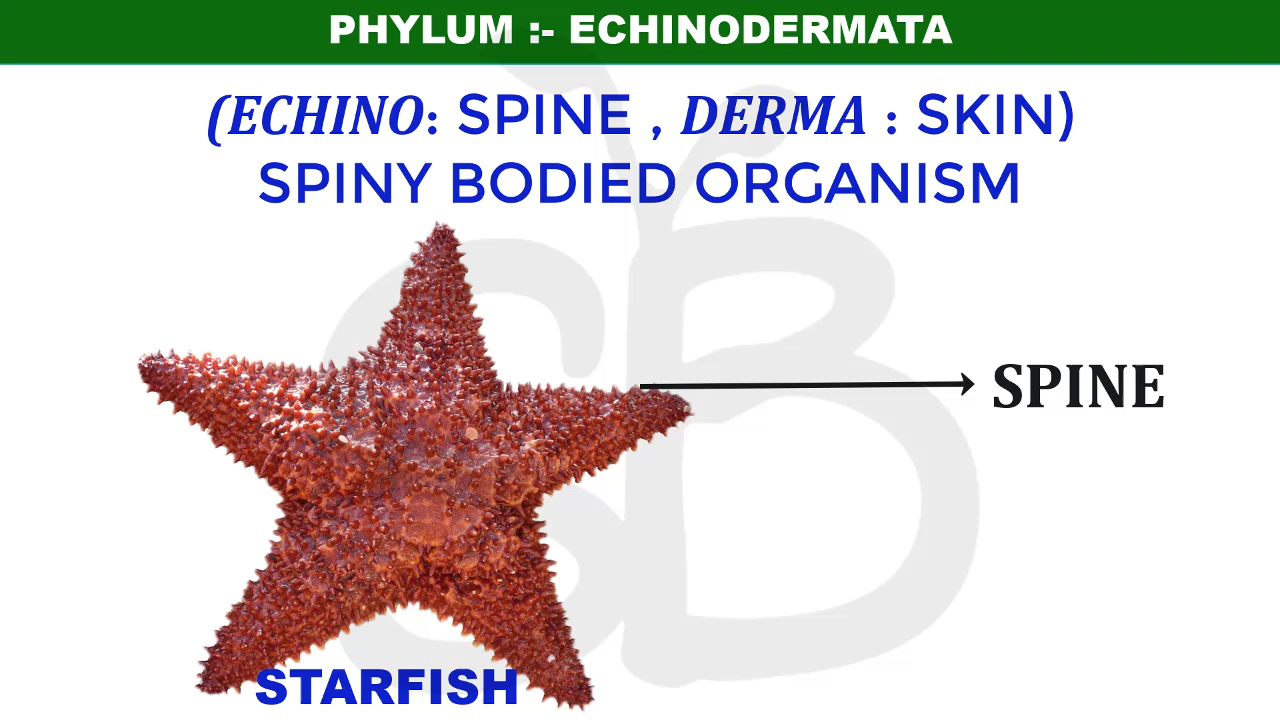 PHYLUM :- ECHINODERMATA
(ECHINO: SPINE , DERMA : SKIN)
SPINY BODIED ORGANISM
SPINE
STARFISH